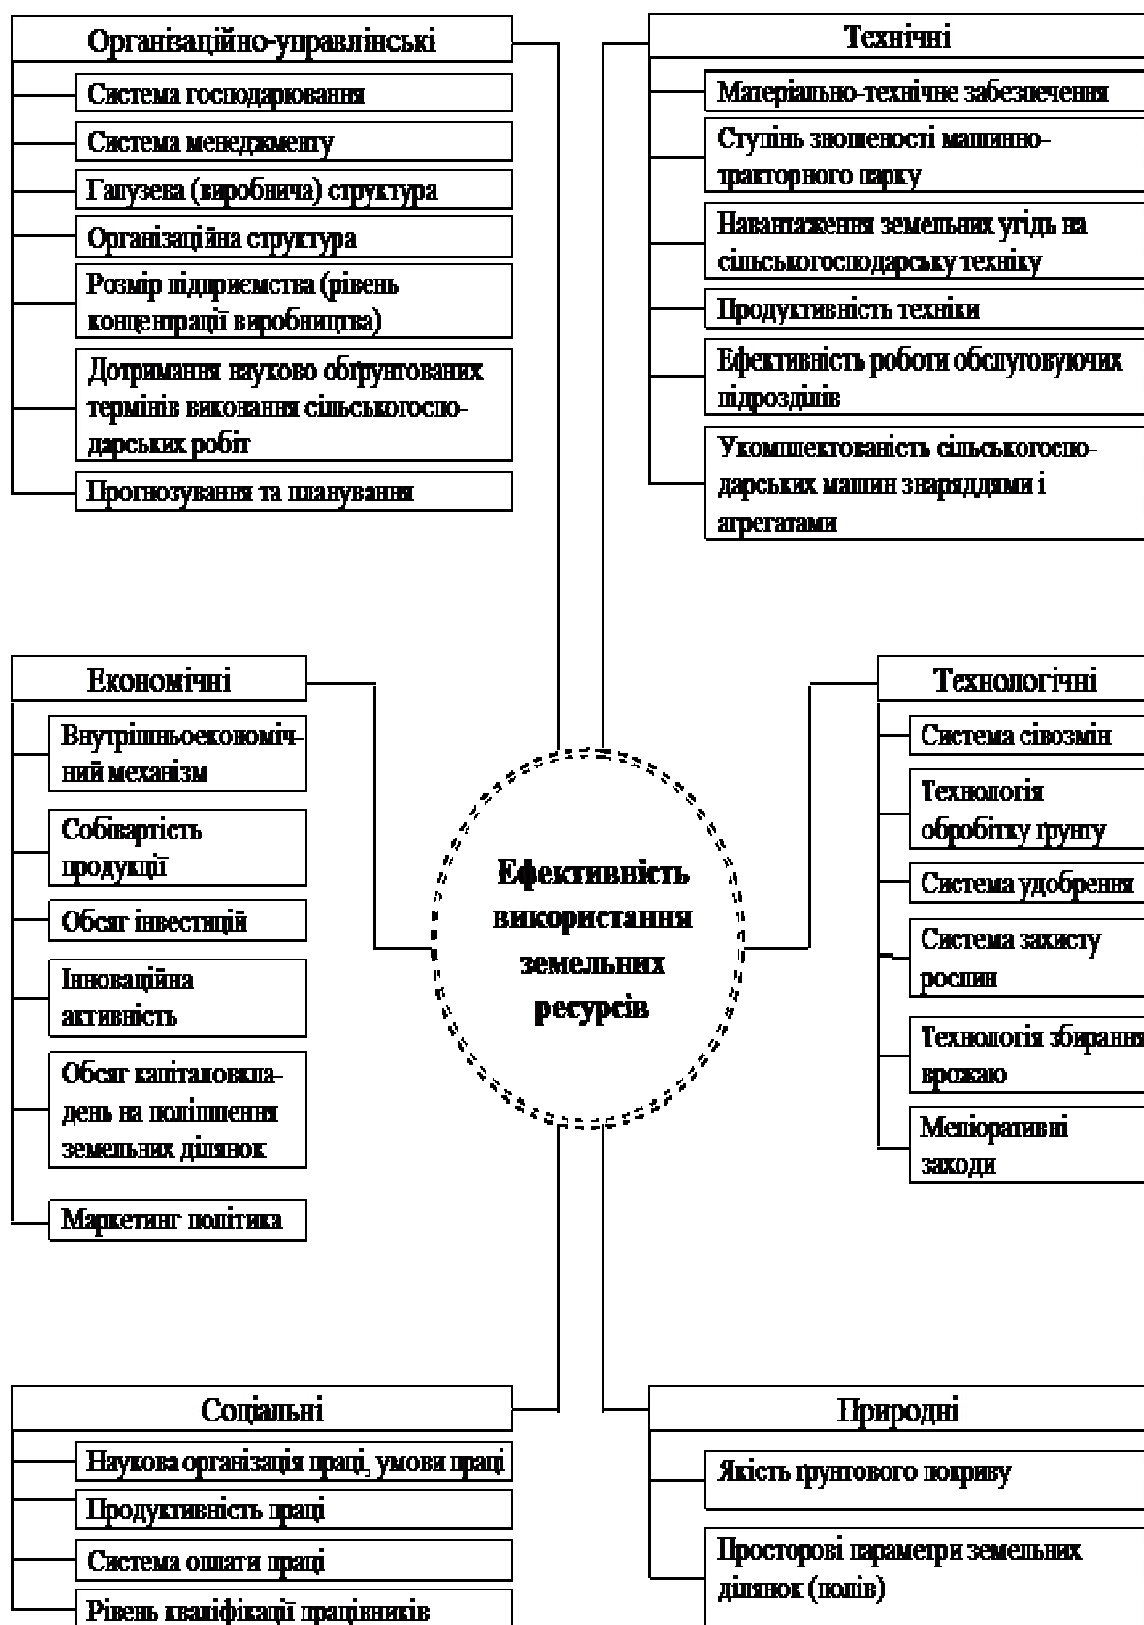 Організаційно-управлінські
Система господарювання
Система менеджменту
Галузева (виробнича) структура
Організаційна структура
Розмір підприємства (рівень
концентрації виробництва)
Дотримання науково обґрунтованих
термінів виконання сільськогоспо-
дарських робіт
Прогнозування та планування
Технічні
Матеріально-технічне забезпечення
Ступінь зношеності машинно-
тракторного парку
Навантаження земельних угідь на
сільськогосподарську техніку
Продуктивність техніки
Ефективність роботи обслуговуючих
підрозділів
Укомплектованість сільськогоспо-
дарських машин знаряддями і
агрегатами
Економічні
Внутрішньоекономіч-
ний механізм
Собівартість
продукції
Обсяг інвестицій
Інноваційна
активність
Обсяг капіталовкла-
день на поліпшення
земельних ділянок
Маркетинг політика
Ефективність
використання
земельних
ресурсів
Технологічні
Система сівозмін
Технологія
обробітку ґрунту
Система удобрення
Система захисту
рослин
Технологія збирання
врожаю
Меліоративні
заходи
Соціальні
Наукова організація праці, умови праці
Продуктивність праці
Система оплати праці
Рівень кваліфікації працівників
Природні
Якість ґрунтового покриву
Просторові параметри земельних
ділянок (полів)